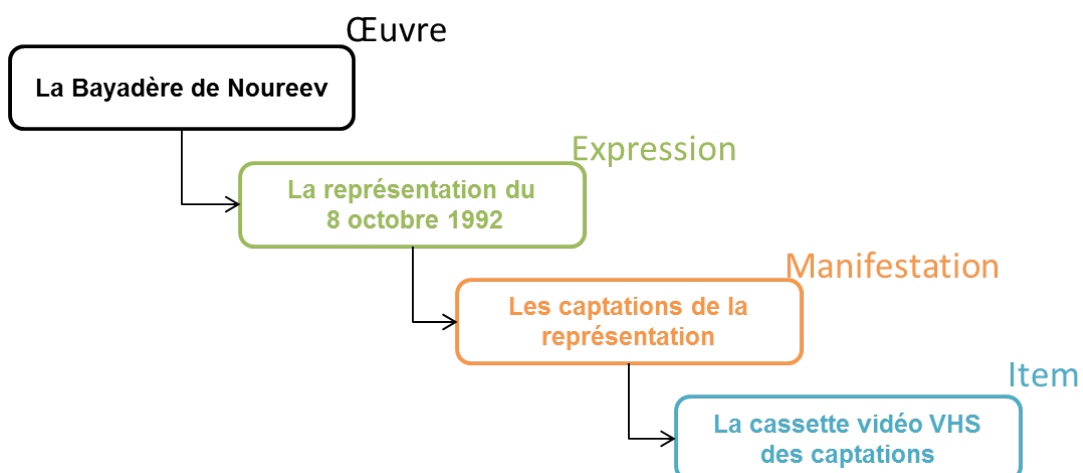 Œuvre
La Bayadère de Noureev
Expression
La représentation du
8 octobre 1992
Manifestation
Les captations de la
représentation
Item
La cassette vidéo VHS
des captations